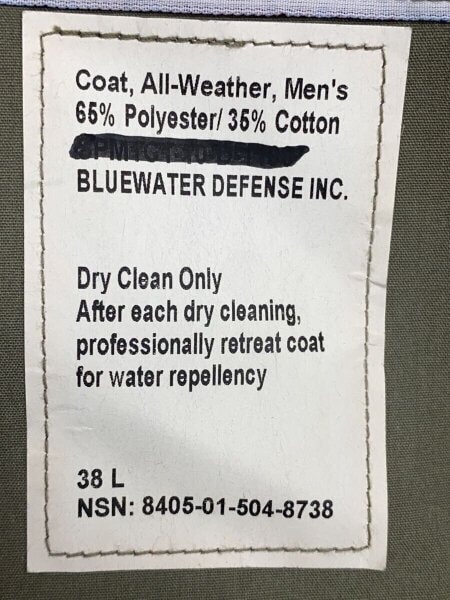 Coat, All-Weather, Men's
65% Polyester/ 35% Cotton
BLUEWATER DEFENSE INC.
Dry Clean Only
After each dry cleaning,
professionally retreat coat
for water repellency
38 L
NSN: 8405-01-504-8738